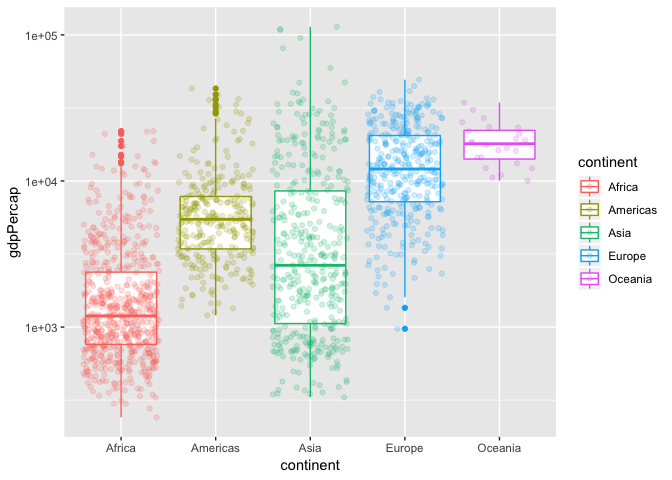 gdpPercap
1e+05
1e+04
1e+03
Africa
Americas
Asia
Europe
Oceania
continent
continent
Africa
Americas
Asia
Europe
Oceania